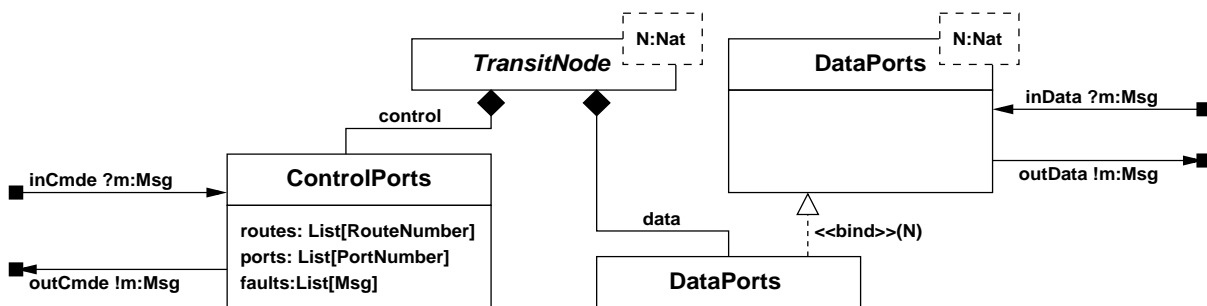 N:Nat
TransitNode
N:Nat
DataPorts
inData ?m:Msg
outData !m:Msg
control
inCmde ?m:Msg
ControlPorts
routes: List[RouteNumber]
ports: List[PortNumber]
faults:List[Msg]
outCmde !m:Msg
data
<<bind>>(N)
DataPorts